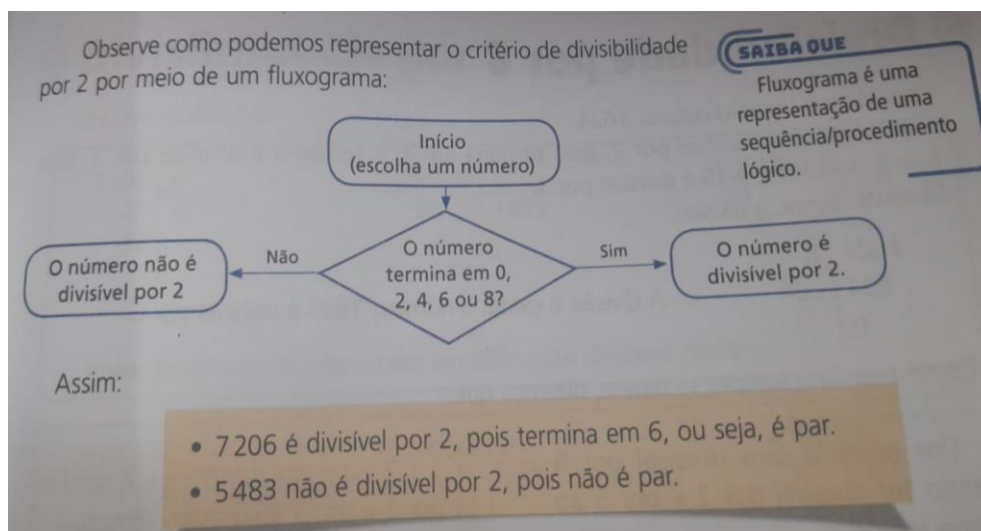 Observe como podemos representar o critério de divisibilidade
por 2 por meio de um fluxograma:
SAIBA QUE
Fluxograma é uma
representação de uma
sequência/procedimento
lógico.
Início
(escolha um número)
Não
O número não é
divisível por 2
O número
termina em 0,
2, 4, 6 ou 8?
Sim
O número é
divisível por 2.
Assim:
• 7 206 é divisível por 2, pois termina em 6, ou seja, é par.
• 5 483 não é divisível por 2, pois não é par.